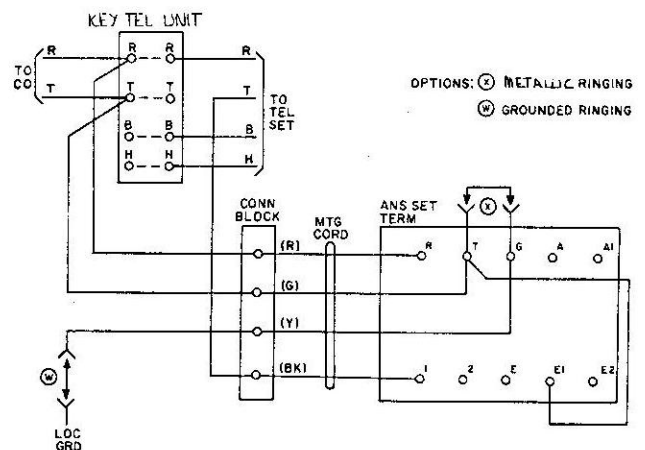 KEY TEL UNIT
R R R R
TO CO
T T T T
TO TEL SET
B B B
H H H
OPTIONS: Ⓧ METALLIC RINGING
Ⓦ GROUNDED RINGING
CONN BLOCK
MTG CORD
ANS SET TERM
X
(R) R T G A A1
(G)
(Y)
(BK) 1 2 E E1 E2
W
LOC GRD